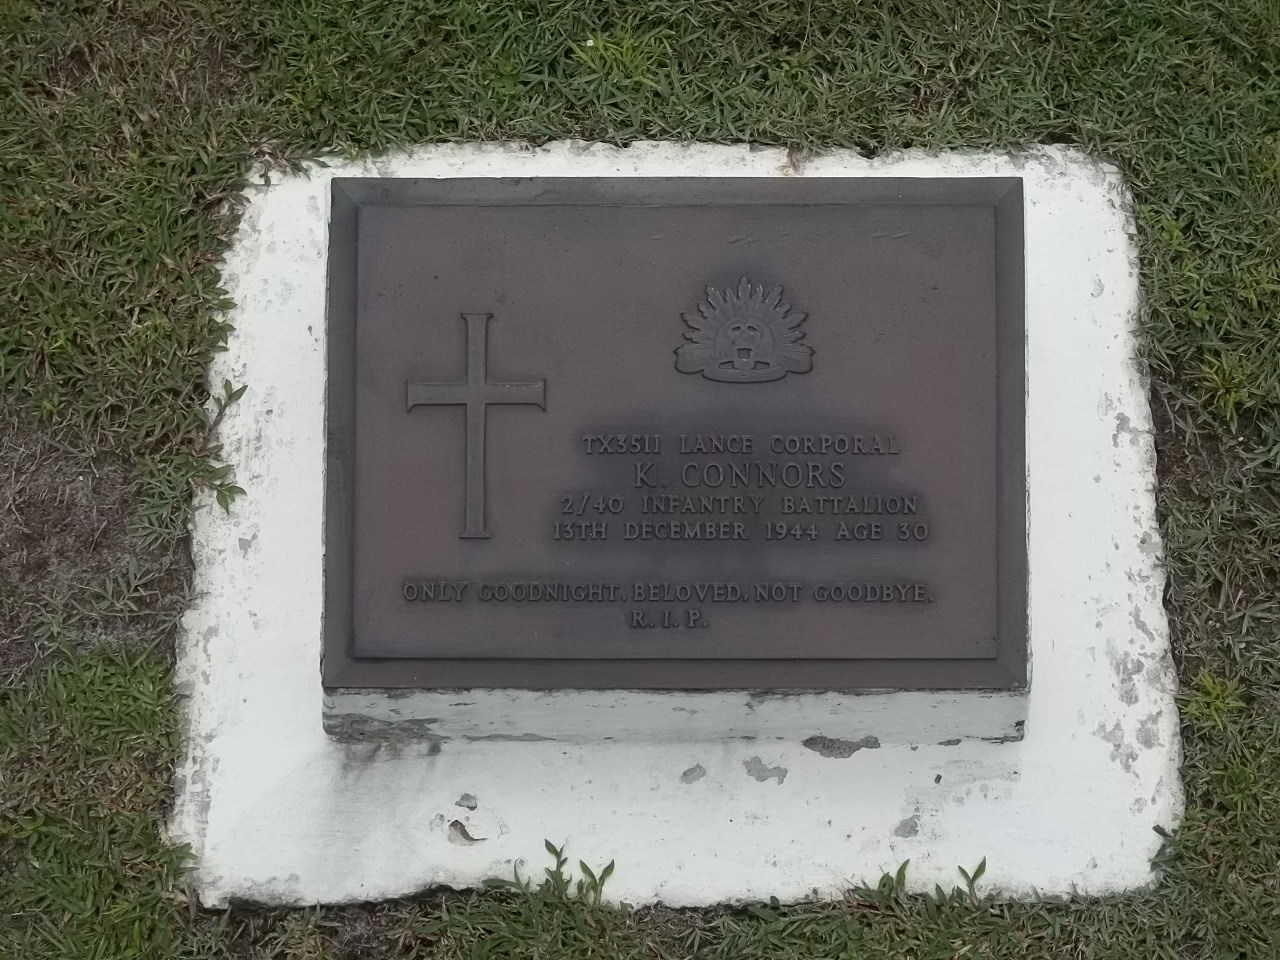 TX3511 LANCE CORPORAL
K. CONNORS
2/40 INFANTRY BATTALION
13TH DECEMBER 1944 AGE 30
ONLY GOODNIGHT, BELOVED, NOT GOODBYE.
R.I.P.